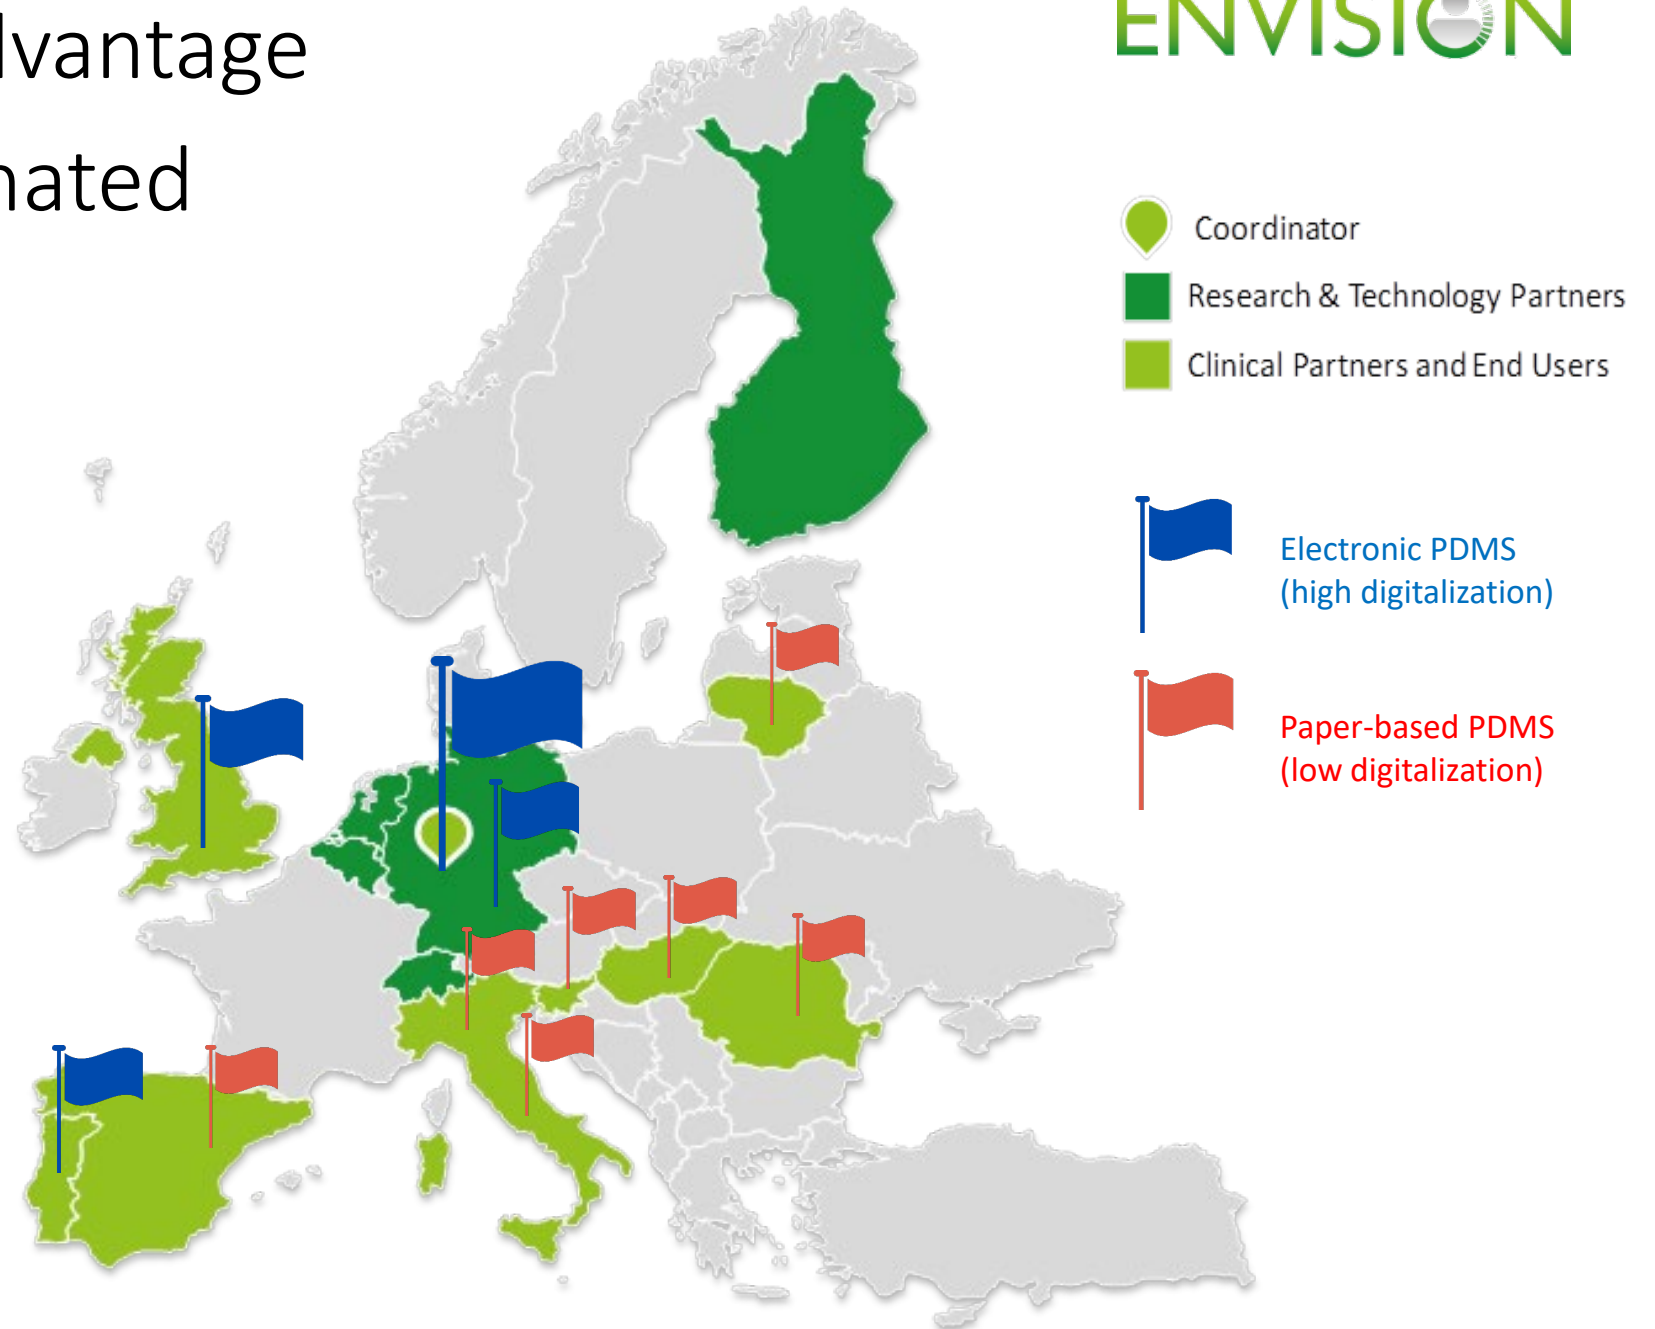 lvantage
nated
ENVISION
Coordinator
Research & Technology Partners
Clinical Partners and End Users
Electronic PDMS
(high digitalization)
Paper-based PDMS
(low digitalization)